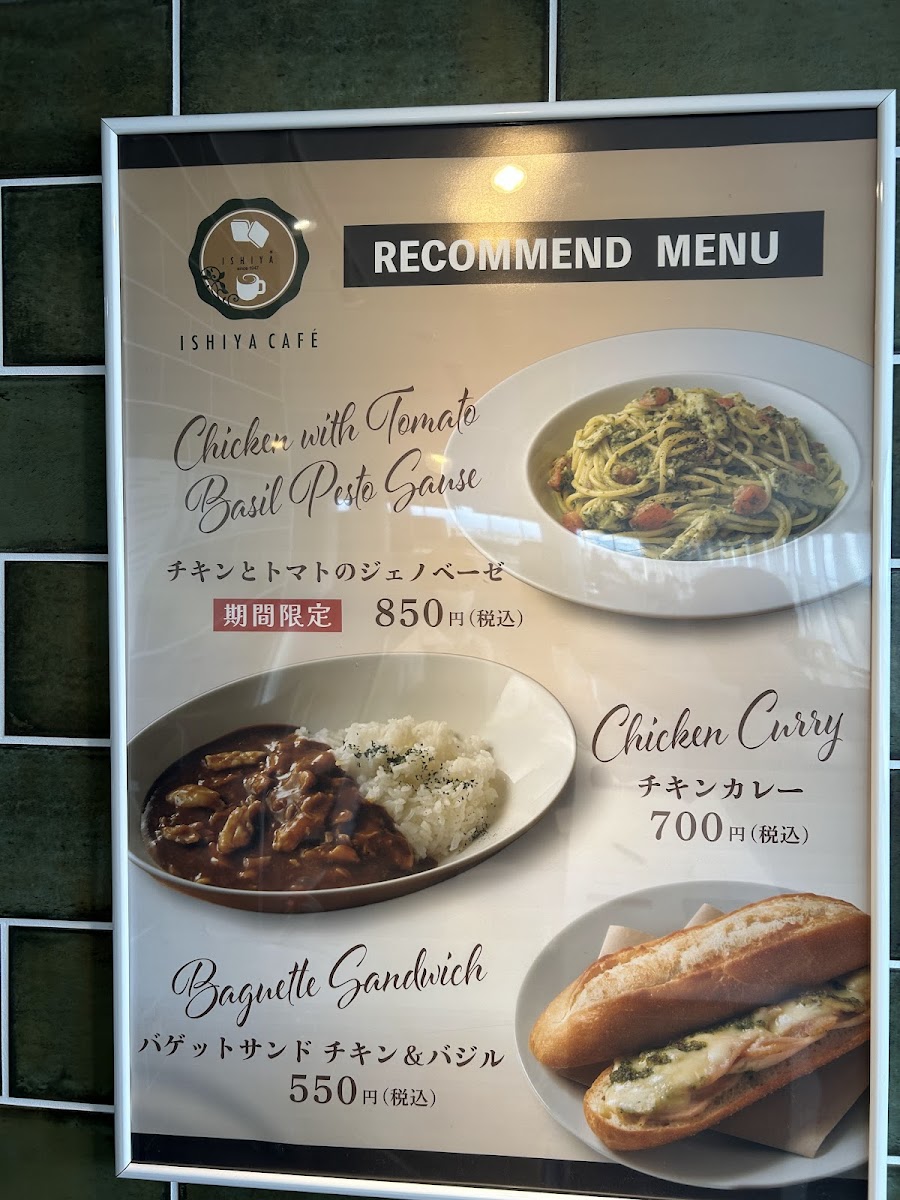 RECOMMEND MENU
ISHIYA
ISHIYA CAFÉ
Chicken with Tomato
Basil Pesto Sause
チキンとトマトのジェノベーゼ
期間限定 850円(税込)
Chicken Curry
チキンカレー
700円(税込)
Baguette Sandwich
バゲットサンド チキン&バジル
550円(税込)